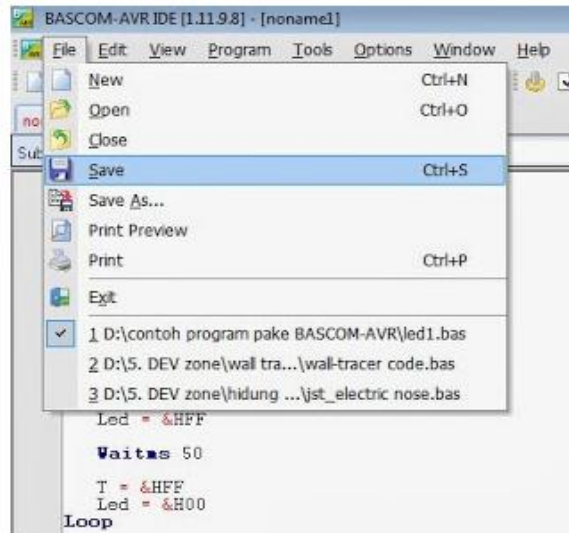 BASCOM-AVR IDE [1.11.9.8] - [noname1]
File Edit View Program Tools Options Window Help
New Ctrl+N
Open Ctrl+O
no
Close
Sub
Save Ctrl+S
Save As...
Print Preview
Print Ctrl+P
Exit
1 D:\contoh program pake BASCOM-AVR\led1.bas
2 D:\5. DEV zone\wall tra...\wall-tracer code.bas
3 D:\5. DEV zone\hidung ...\jst_electric nose.bas
Led = &HFF
Waitms 50
T = &HFF
Led = &H00
Loop